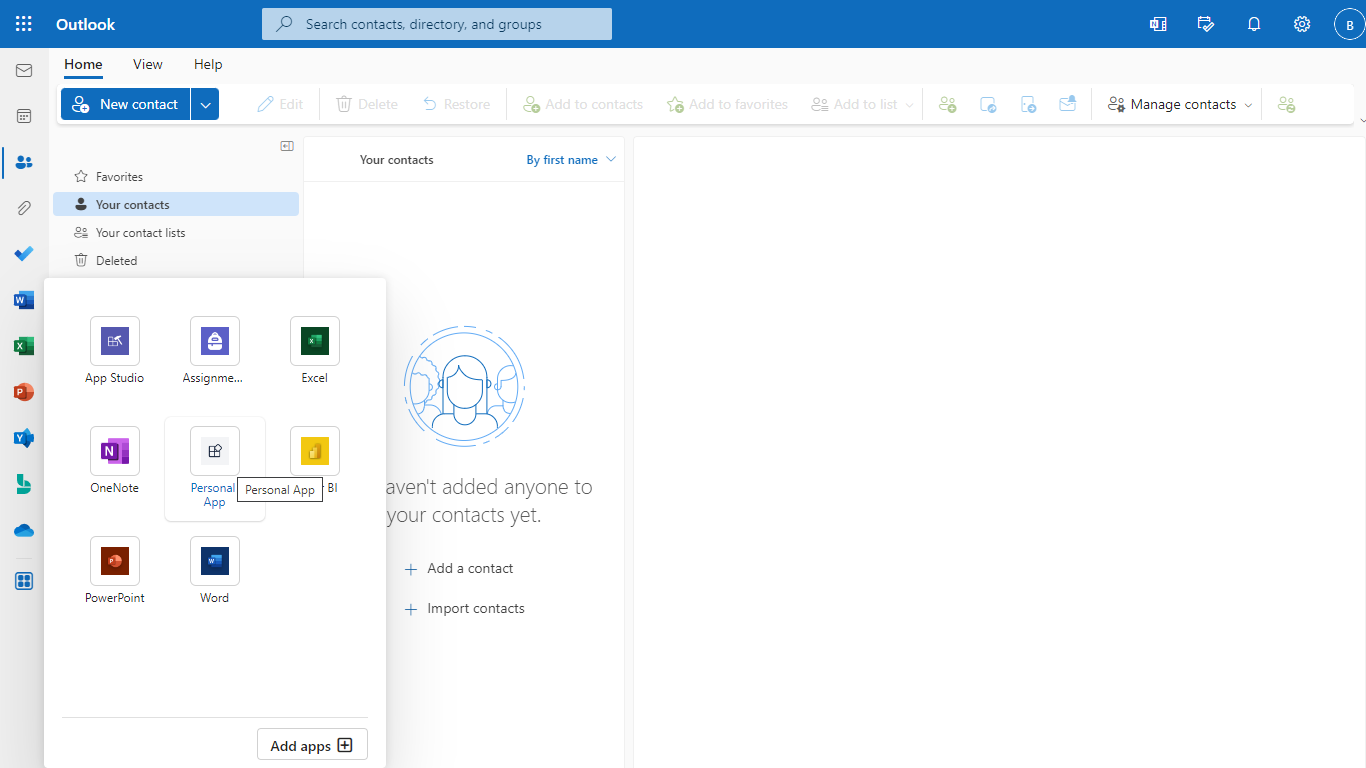 Outlook
Search contacts, directory, and groups
B
Home
View
Help
New contact
Edit
Delete
Restore
Add to contacts
Add to favorites
Add to list
Manage contacts
Your contacts
By first name
Favorites
Your contacts
Your contact lists
Deleted
App Studio
Assignme...
Excel
OneNote
Personal
App
Personal App
BI
PowerPoint
Word
Add apps
added anyone to
your contacts yet.
Add a contact
Import contacts